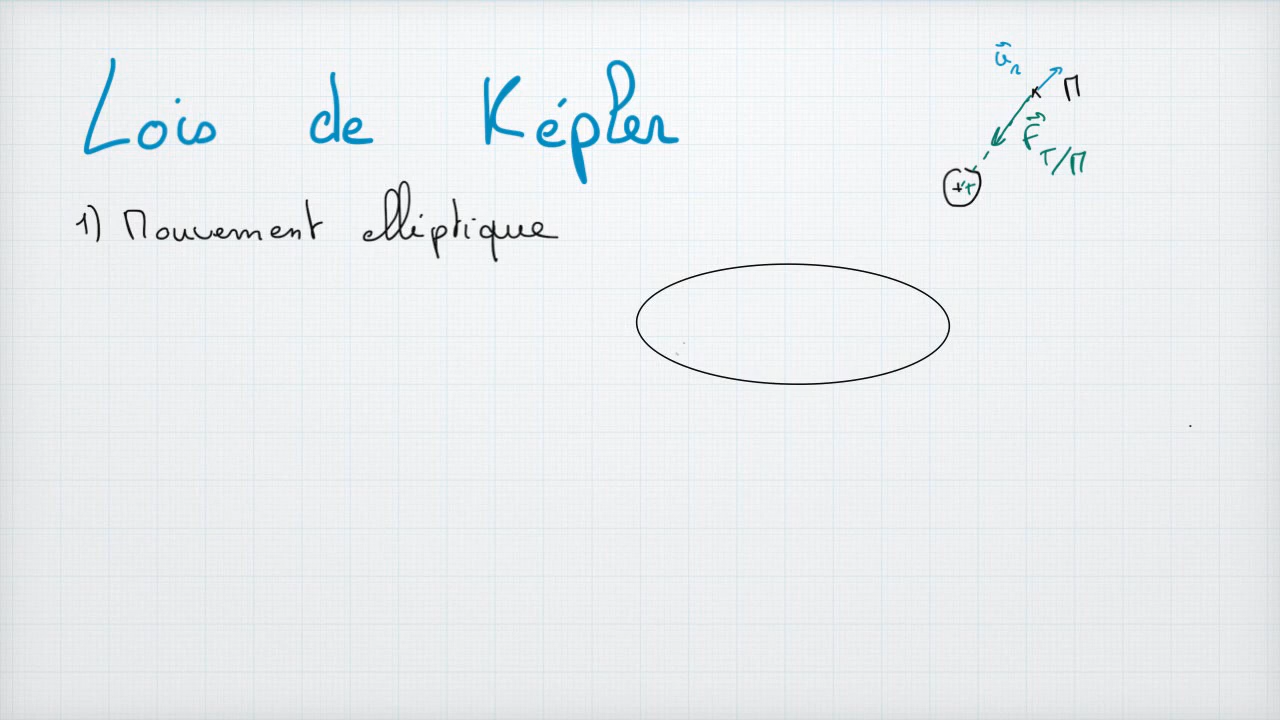 Lois de Képler
1) Mouvement elliptique
u⃗r
M
F⃗T/M